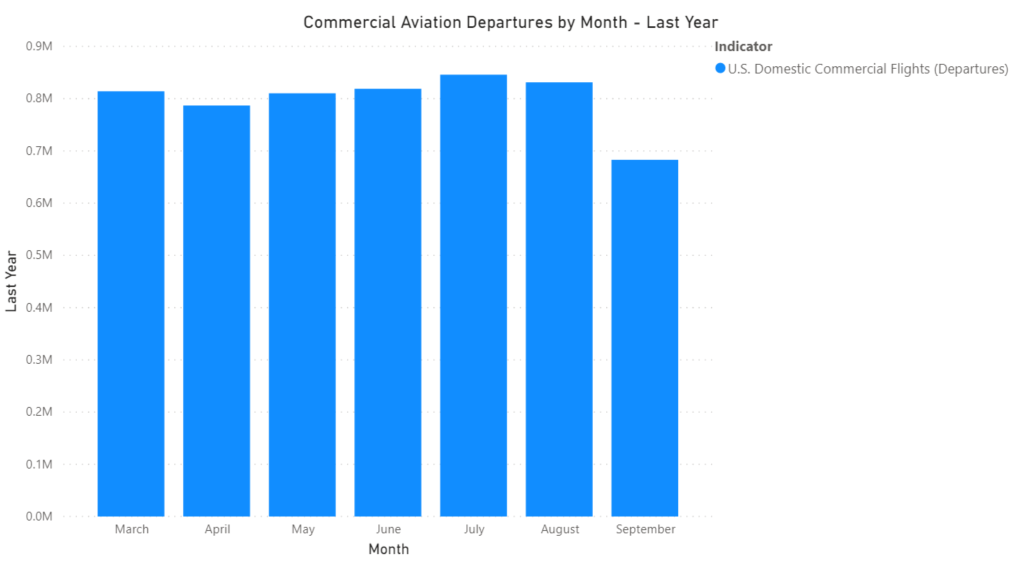 Commercial Aviation Departures by Month - Last Year
Indicator
U.S. Domestic Commercial Flights (Departures)
Last Year
0.9M
0.8M
0.7M
0.6M
0.5M
0.4M
0.3M
0.2M
0.1M
0.0M
March April May June July August September
Month